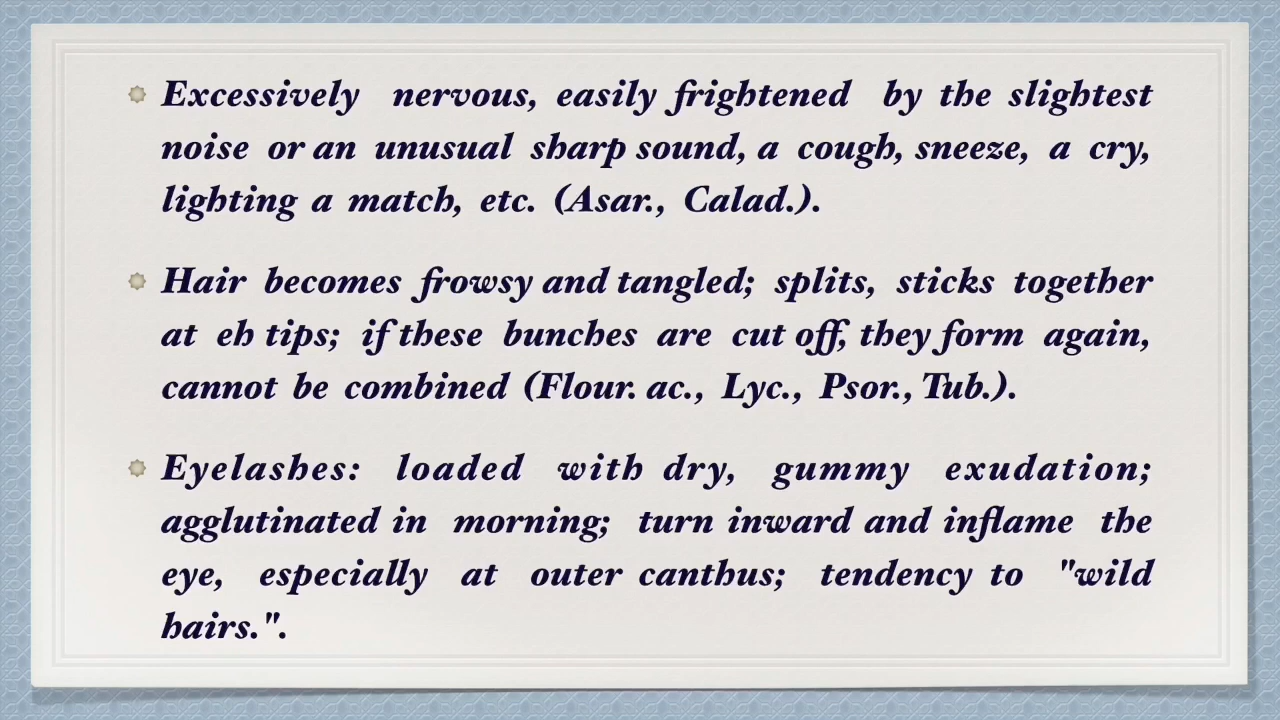 Excessively nervous, easily frightened by the slightest
noise or an unusual sharp sound, a cough, sneeze, a cry,
lighting a match, etc. (Asar., Calad.).
Hair becomes frowsy and tangled; splits, sticks together
at eh tips; if these bunches are cut off, they form again,
cannot be combined (Flour. ac., Lyc., Psor., Tub.).
Eyelashes: loaded with dry, gummy exudation;
agglutinated in morning; turn inward and inflame the
eye, especially at outer canthus; tendency to "wild
hairs.".